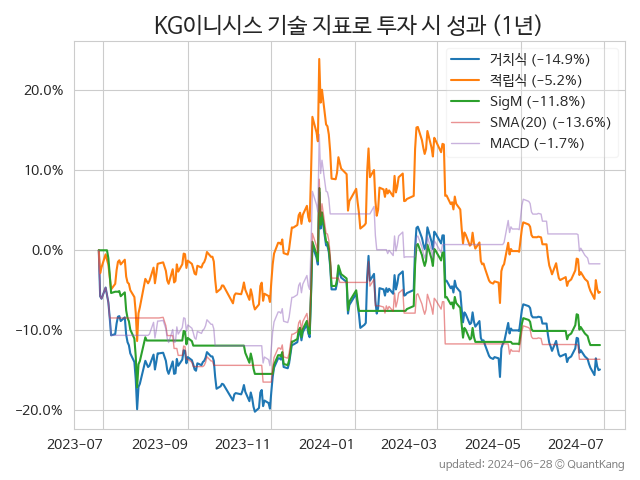 KG이니시스 기술 지표로 투자 시 성과 (1년)
거치식 (−14.9%)
적립식 (−5.2%)
SigM (−11.8%)
SMA(20) (−13.6%)
MACD (−1.7%)
20.0%
10.0%
0.0%
−10.0%
−20.0%
2023-07 2023-09 2023-11 2024-01 2024-03 2024-05 2024-07
updated: 2024-06-28 © QuantKang